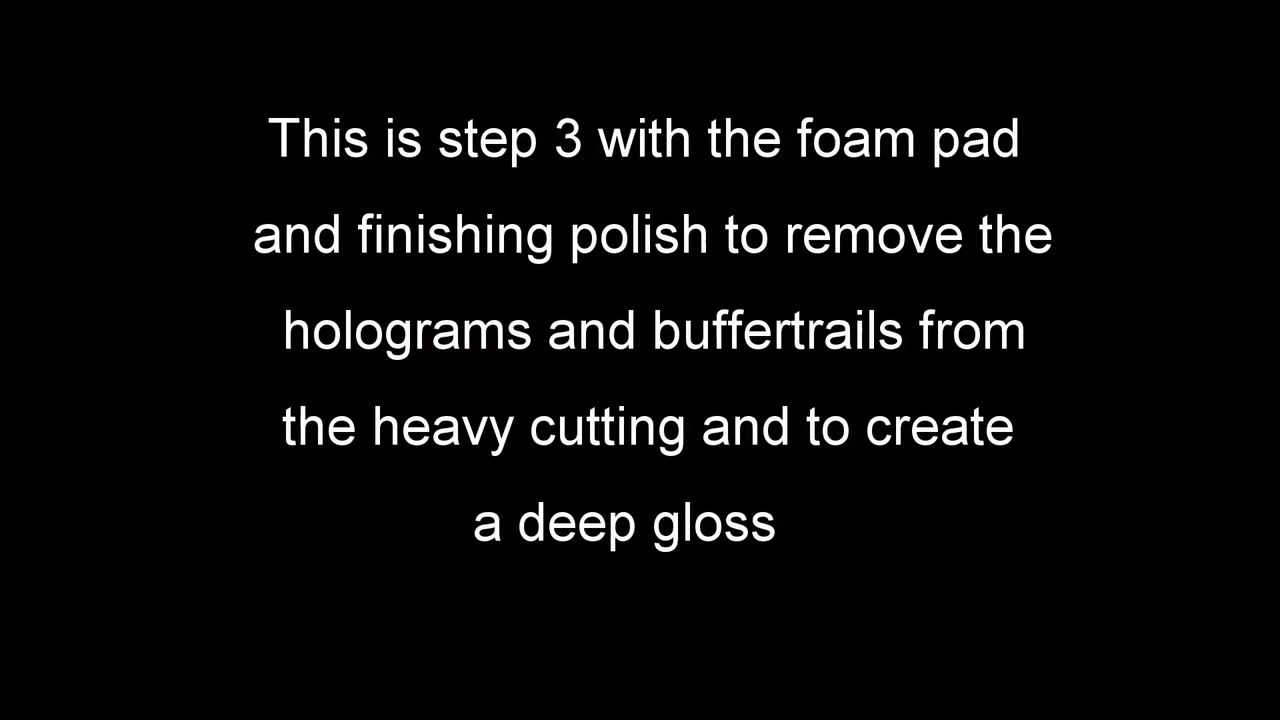 This is step 3 with the foam pad
and finishing polish to remove the
holograms and buffertrails from
the heavy cutting and to create
a deep gloss